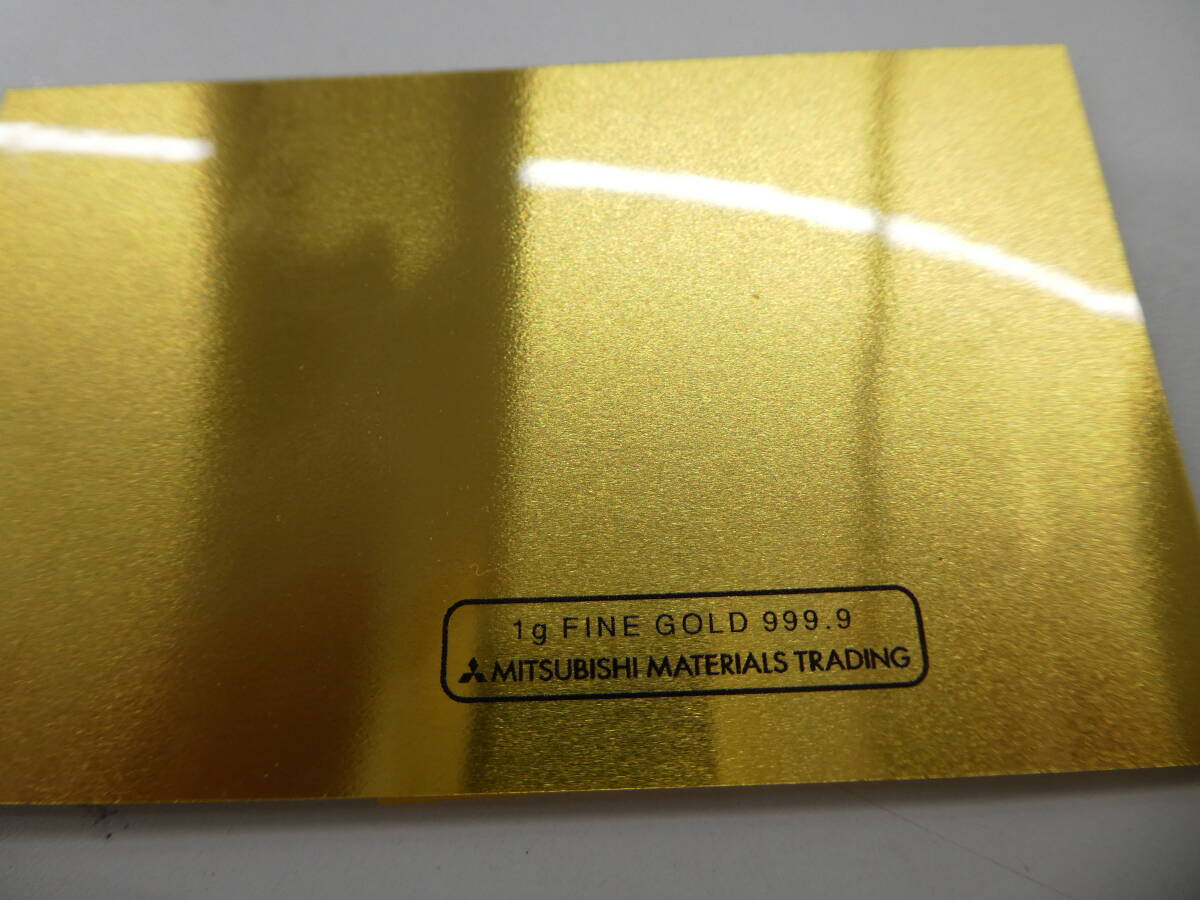 1g FINE GOLD 999.9
MITSUBISHI MATERIALS TRADING